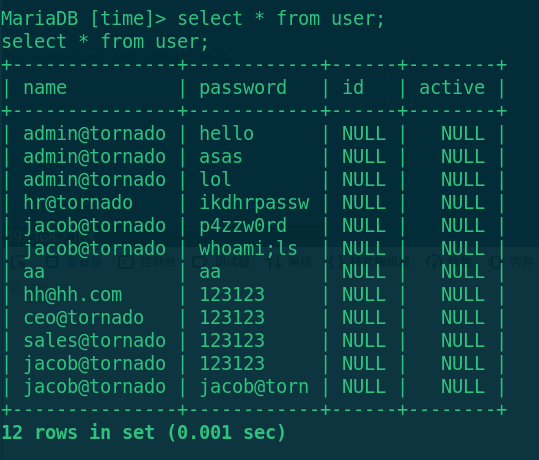 MariaDB [time]> select * from user;
select * from user;
+---------------+------------+------+--------+
| name          | password   | id   | active |
+---------------+------------+------+--------+
| admin@tornado | hello      | NULL |   NULL |
| admin@tornado | asas       | NULL |   NULL |
| admin@tornado | lol        | NULL |   NULL |
| hr@tornado    | ikdhrpassw | NULL |   NULL |
| jacob@tornado | p4zzw0rd   | NULL |   NULL |
| jacob@tornado | whoami;ls  | NULL |   NULL |
| aa            | aa         | NULL |   NULL |
| hh@hh.com     | 123123     | NULL |   NULL |
| ceo@tornado   | 123123     | NULL |   NULL |
| sales@tornado | 123123     | NULL |   NULL |
| jacob@tornado | 123123     | NULL |   NULL |
| jacob@tornado | jacob@torn | NULL |   NULL |
+---------------+------------+------+--------+
12 rows in set (0.001 sec)